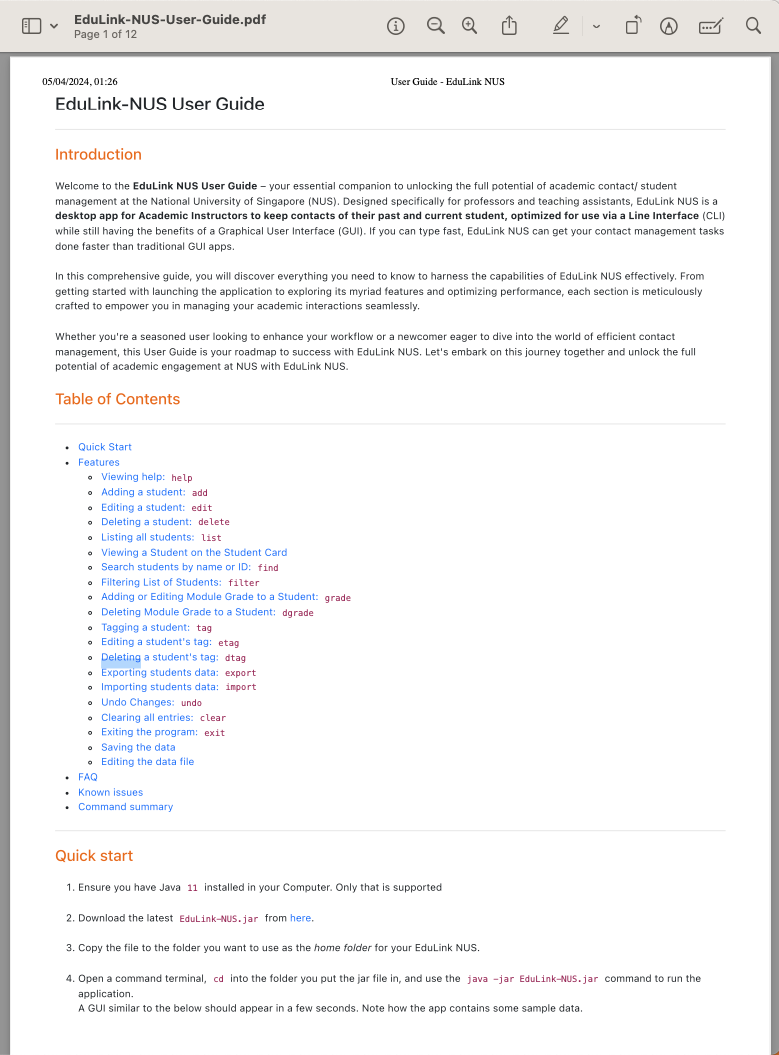 EduLink-NUS-User-Guide.pdf
Page 1 of 12
05/04/2024, 01:26
User Guide - EduLink NUS
EduLink-NUS User Guide
Introduction
Welcome to the EduLink NUS User Guide – your essential companion to unlocking the full potential of academic contact/ student
management at the National University of Singapore (NUS). Designed specifically for professors and teaching assistants, EduLink NUS is a
desktop app for Academic Instructors to keep contacts of their past and current student, optimized for use via a Line Interface (CLI)
while still having the benefits of a Graphical User Interface (GUI). If you can type fast, EduLink NUS can get your contact management tasks
done faster than traditional GUI apps.
In this comprehensive guide, you will discover everything you need to know to harness the capabilities of EduLink NUS effectively. From
getting started with launching the application to exploring its myriad features and optimizing performance, each section is meticulously
crafted to empower you in managing your academic interactions seamlessly.
Whether you're a seasoned user looking to enhance your workflow or a newcomer eager to dive into the world of efficient contact
management, this User Guide is your roadmap to success with EduLink NUS. Let's embark on this journey together and unlock the full
potential of academic engagement at NUS with EduLink NUS.
Table of Contents
• Quick Start
• Features
Viewing help: help
Adding a student: add
Editing a student: edit
Deleting a student: delete
Listing all students: list
Viewing a Student on the Student Card
Search students by name or ID: find
Filtering List of Students: filter
Adding or Editing Module Grade to a Student: grade
Deleting Module Grade to a Student: dgrade
Tagging a student: tag
Editing a student's tag: etag
Deleting a student's tag: dtag
Exporting students data: export
Importing students data: import
Undo Changes: undo
Clearing all entries: clear
Exiting the program: exit
Saving the data
Editing the data file
• FAQ
• Known issues
• Command summary
Quick start
1. Ensure you have Java 11 installed in your Computer. Only that is supported
2. Download the latest EduLink-NUS.jar from here.
3. Copy the file to the folder you want to use as the home folder for your EduLink NUS.
4. Open a command terminal, cd into the folder you put the jar file in, and use the java -jar EduLink-NUS.jar command to run the
application.
A GUI similar to the below should appear in a few seconds. Note how the app contains some sample data.